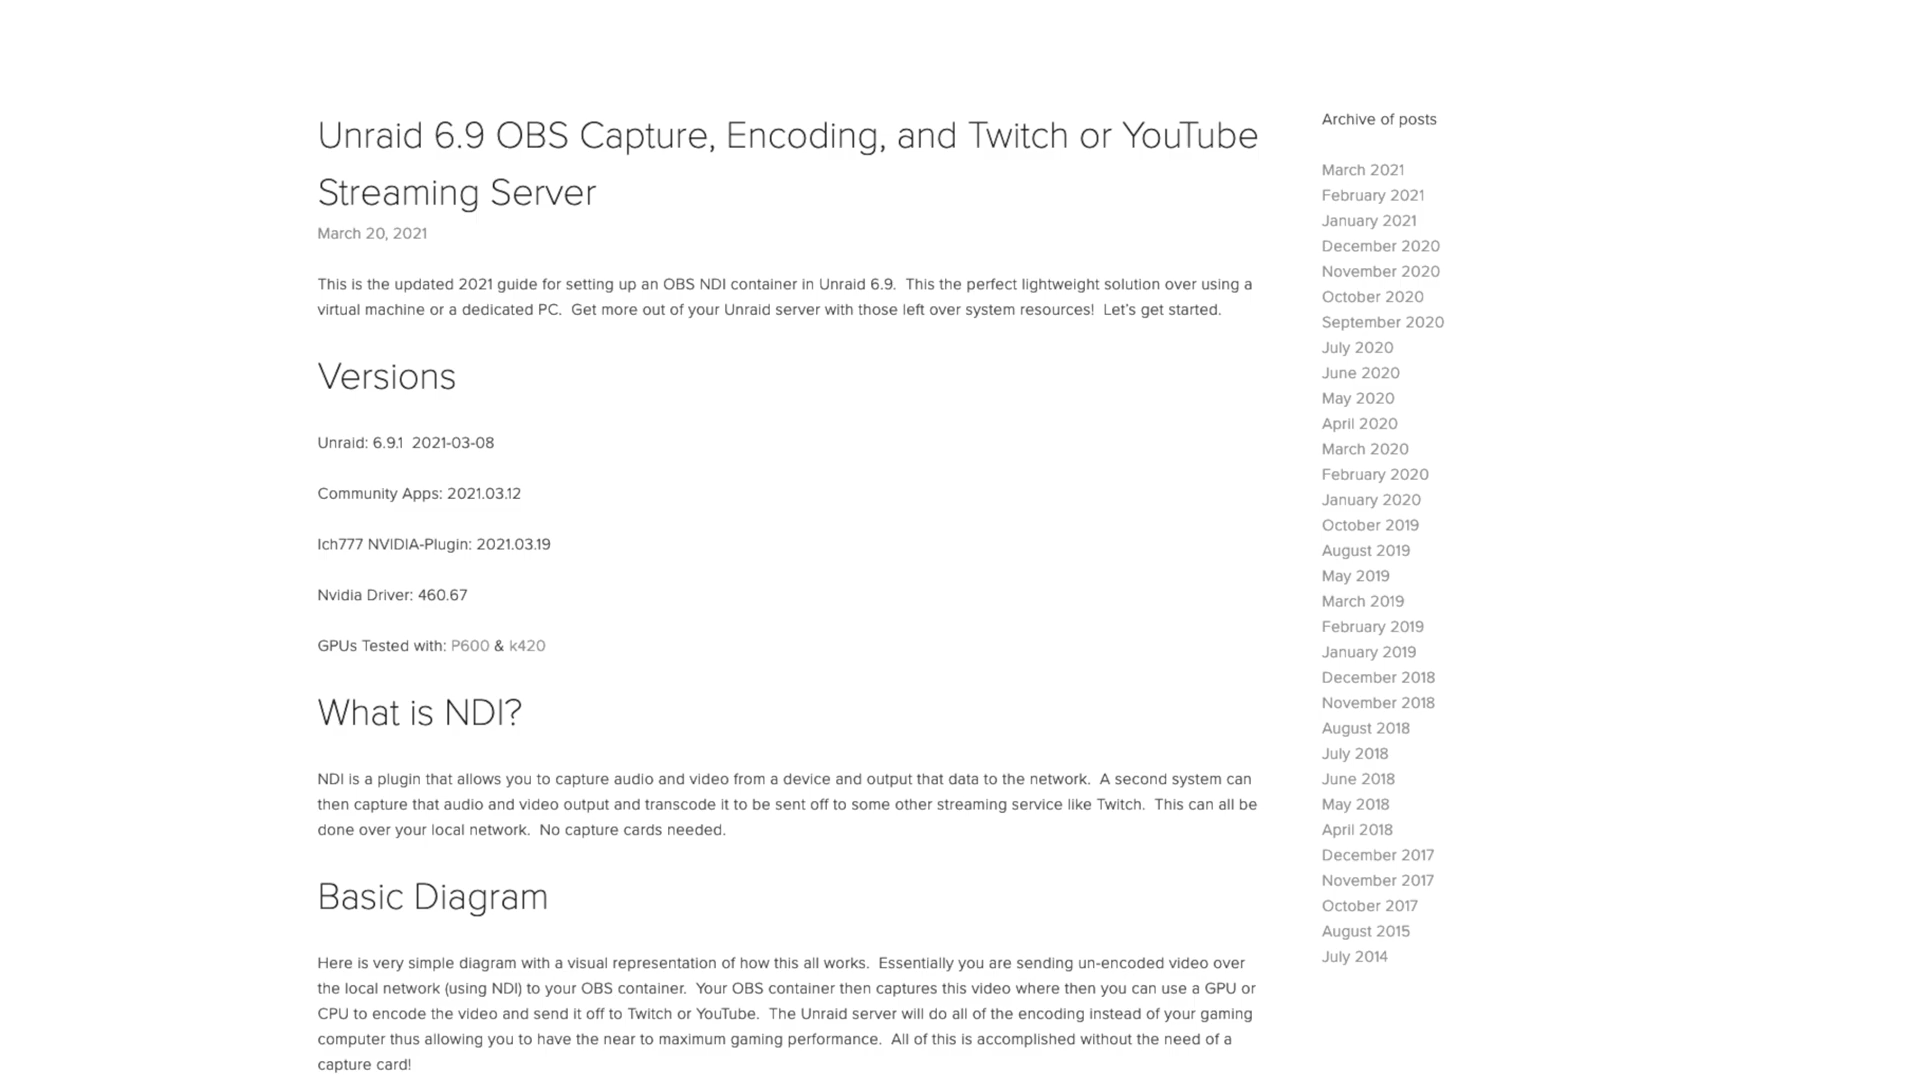 Unraid 6.9 OBS Capture, Encoding, and Twitch or YouTube
Streaming Server
March 20, 2021
This is the updated 2021 guide for setting up an OBS NDI container in Unraid 6.9.  This the perfect lightweight solution over using a
virtual machine or a dedicated PC.  Get more out of your Unraid server with those left over system resources!  Let's get started.
Versions
Unraid: 6.9.1  2021-03-08
Community Apps: 2021.03.12
Ich777 NVIDIA-Plugin: 2021.03.19
Nvidia Driver: 460.67
GPUs Tested with: P600 & k420
What is NDI?
NDI is a plugin that allows you to capture audio and video from a device and output that data to the network.  A second system can
then capture that audio and video output and transcode it to be sent off to some other streaming service like Twitch.  This can all be
done over your local network.  No capture cards needed.
Basic Diagram
Here is very simple diagram with a visual representation of how this all works.  Essentially you are sending un-encoded video over
the local network (using NDI) to your OBS container.  Your OBS container then captures this video where then you can use a GPU or
CPU to encode the video and send it off to Twitch or YouTube.  The Unraid server will do all of the encoding instead of your gaming
computer thus allowing you to have the near to maximum gaming performance.  All of this is accomplished without the need of a
capture card!
Archive of posts
March 2021
February 2021
January 2021
December 2020
November 2020
October 2020
September 2020
July 2020
June 2020
May 2020
April 2020
March 2020
February 2020
January 2020
October 2019
August 2019
May 2019
March 2019
February 2019
January 2019
December 2018
November 2018
August 2018
July 2018
June 2018
May 2018
April 2018
December 2017
November 2017
October 2017
August 2015
July 2014